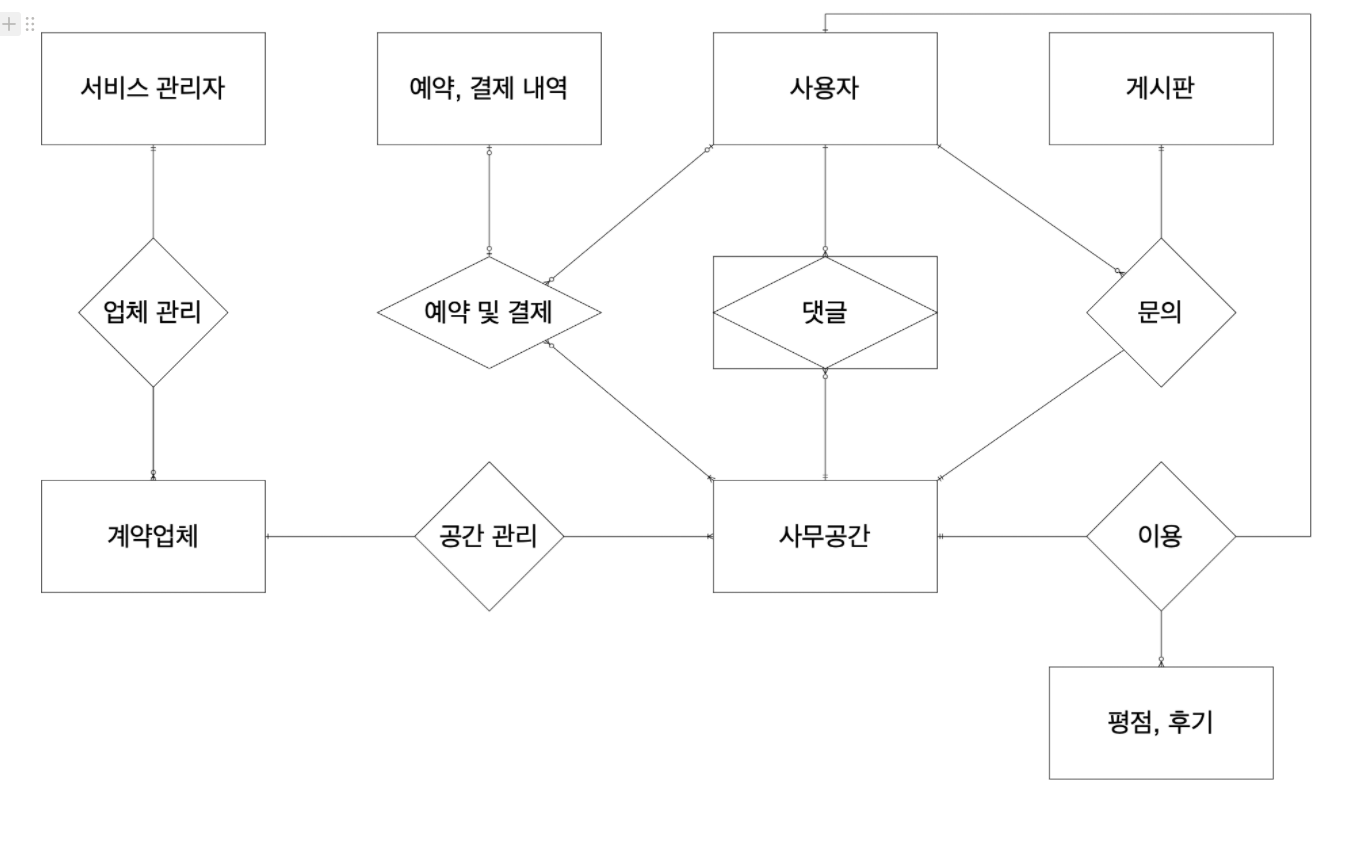 서비스 관리자
예약, 결제 내역
사용자
게시판
업체 관리
예약 및 결제
댓글
문의
계약업체
공간 관리
사무공간
이용
평점, 후기